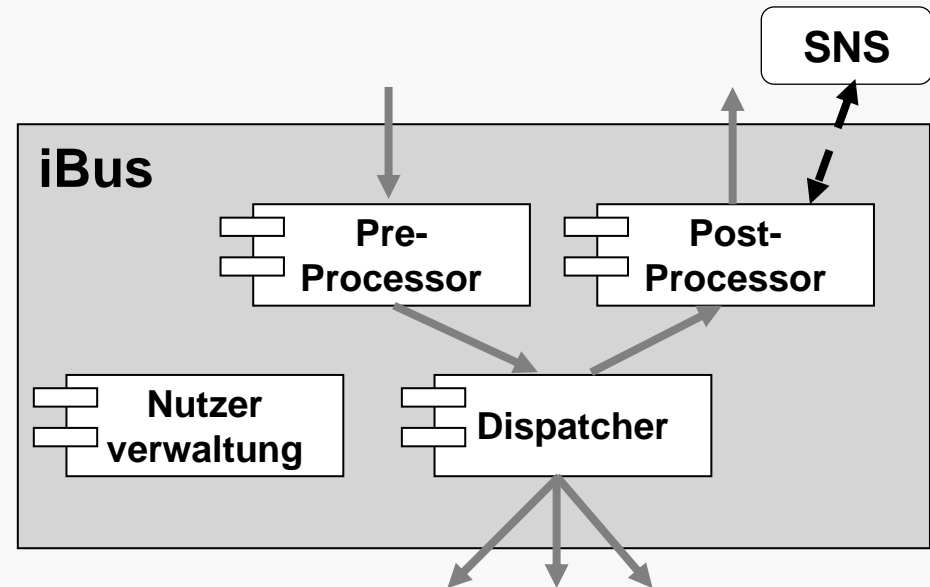 SNS
iBus
Pre-
Processor
Post-
Processor
Nutzer
verwaltung
Dispatcher